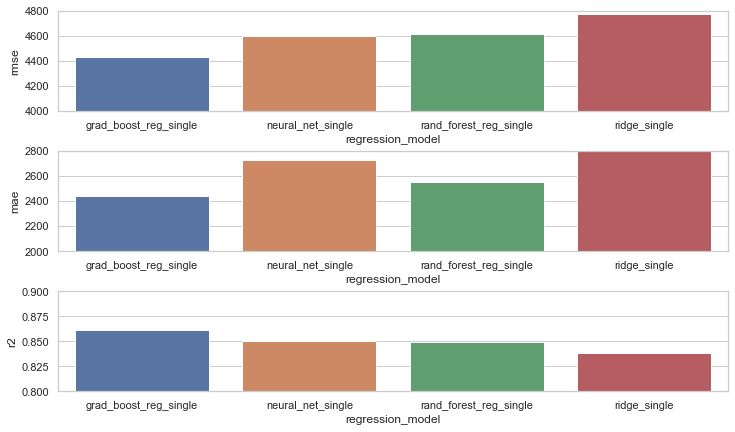 4800
4600
4400
4200
4000
rmse
grad_boost_reg_single neural_net_single rand_forest_reg_single ridge_single
regression_model
2800
2600
2400
2200
2000
mae
grad_boost_reg_single neural_net_single rand_forest_reg_single ridge_single
regression_model
0.900
0.875
0.850
0.825
0.800
r2
grad_boost_reg_single neural_net_single rand_forest_reg_single ridge_single
regression_model